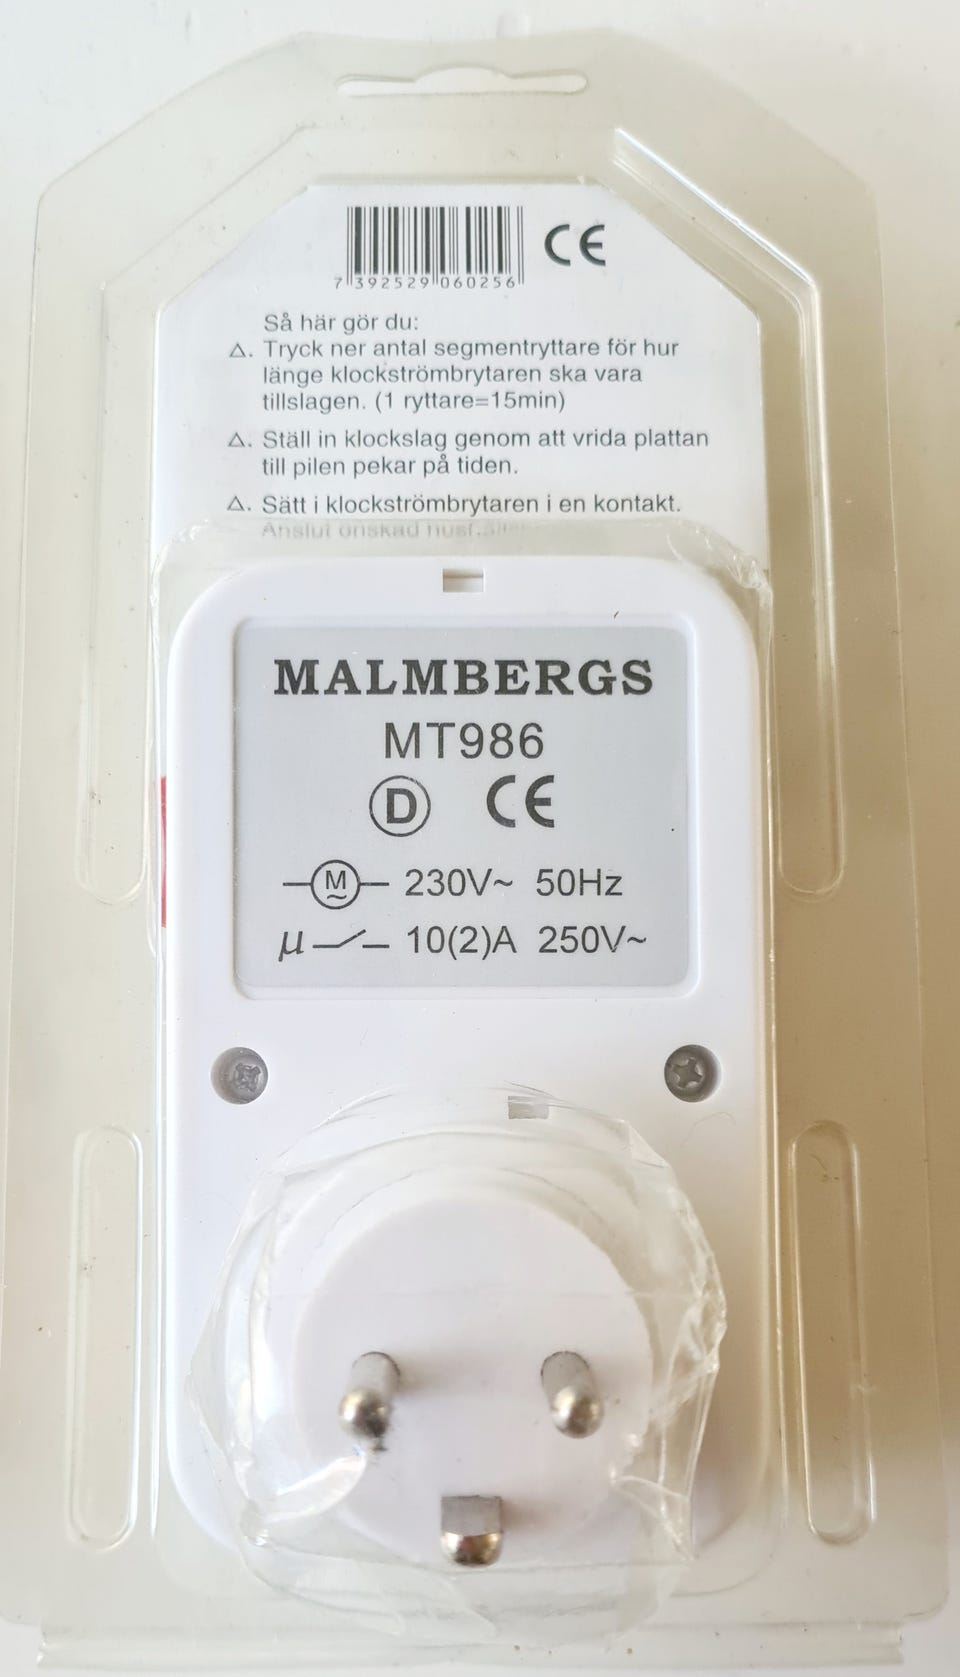 7 392529 060256
CE
Så här gör du:
△. Tryck ner antal segmentryttare för hur
länge klockströmbrytaren ska vara
tillslagen. (1 ryttare=15min)
△. Ställ in klockslag genom att vrida plattan
till pilen pekar på tiden.
△. Sätt i klockströmbrytaren i en kontakt.
Anslut önskad
MALMBERGS
MT986
D CE
M ~ 230V~ 50Hz
µ 10(2)A 250V~